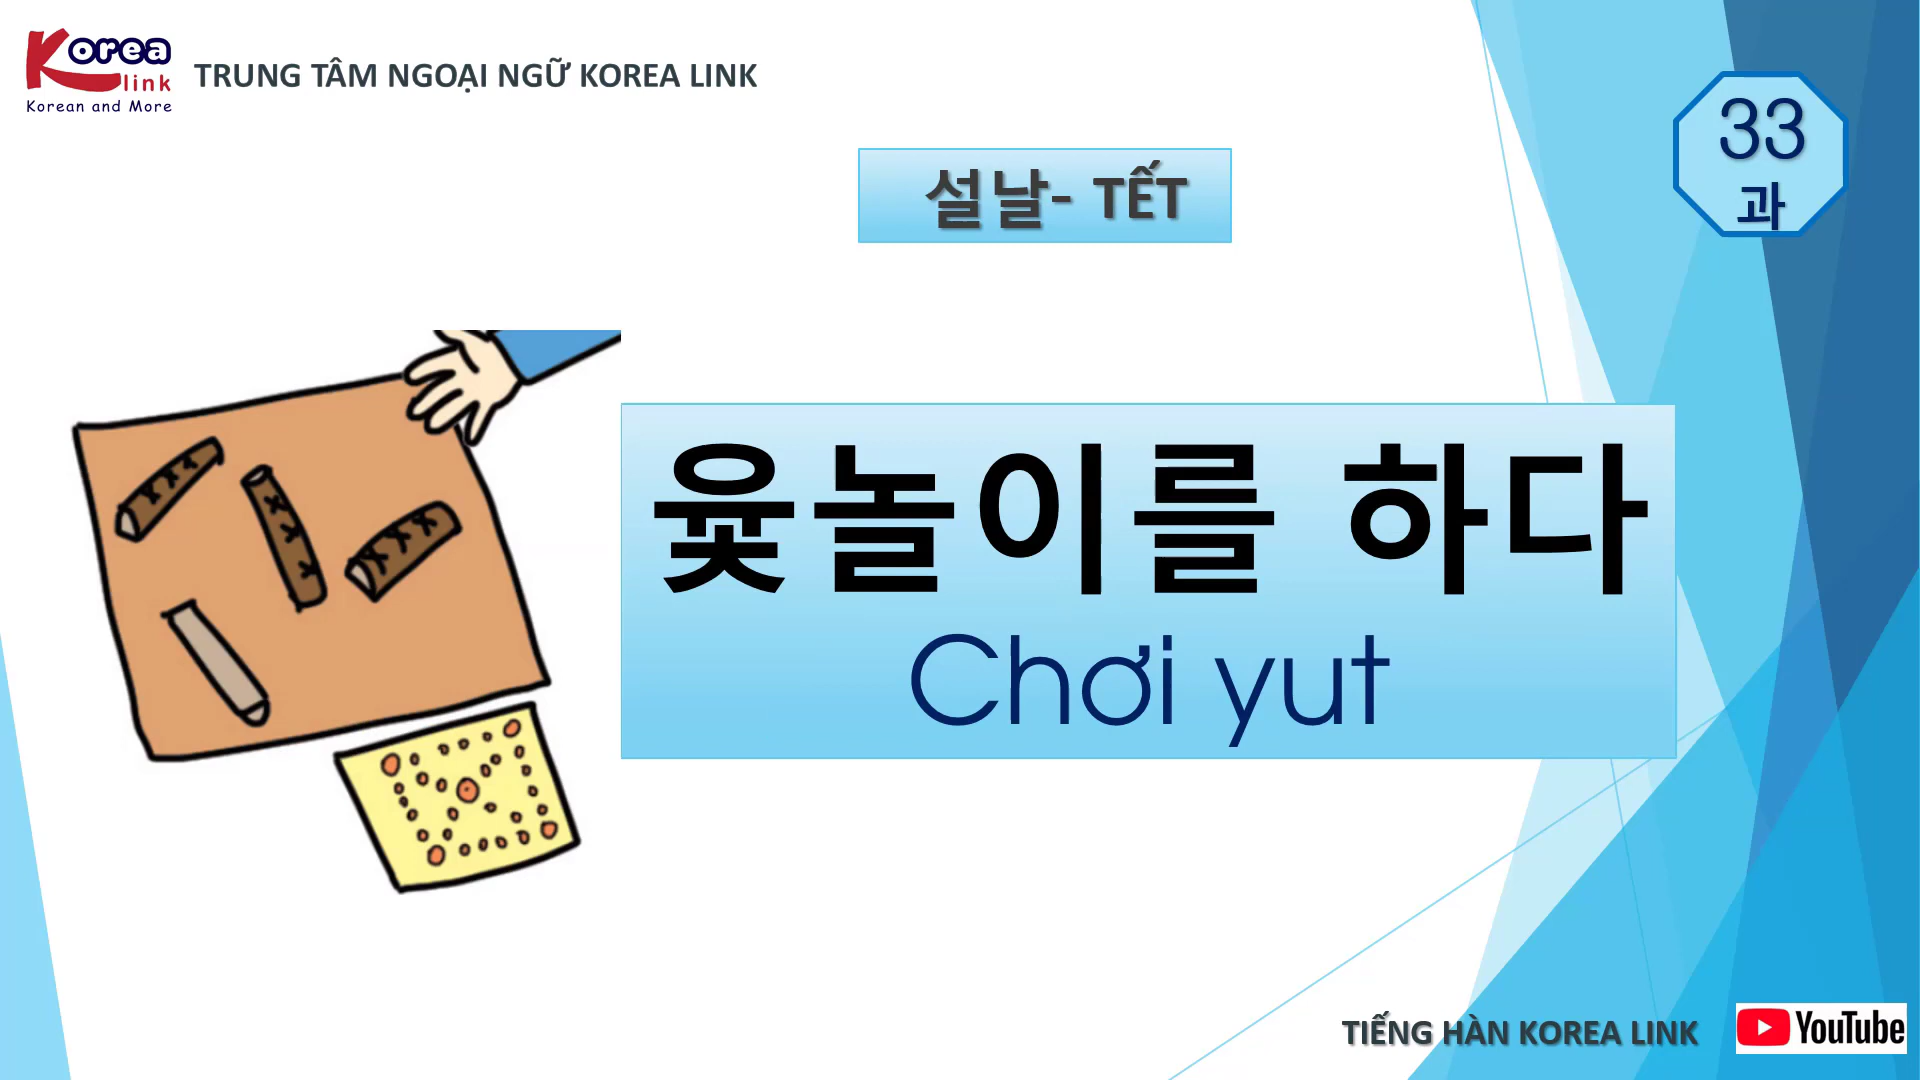 Korea
link
Korean and More
TRUNG TÂM NGOẠI NGỮ KOREA LINK
33
과
설날- TẾT
윷놀이를 하다
Chơi yut
TIẾNG HÀN KOREA LINK
YouTube